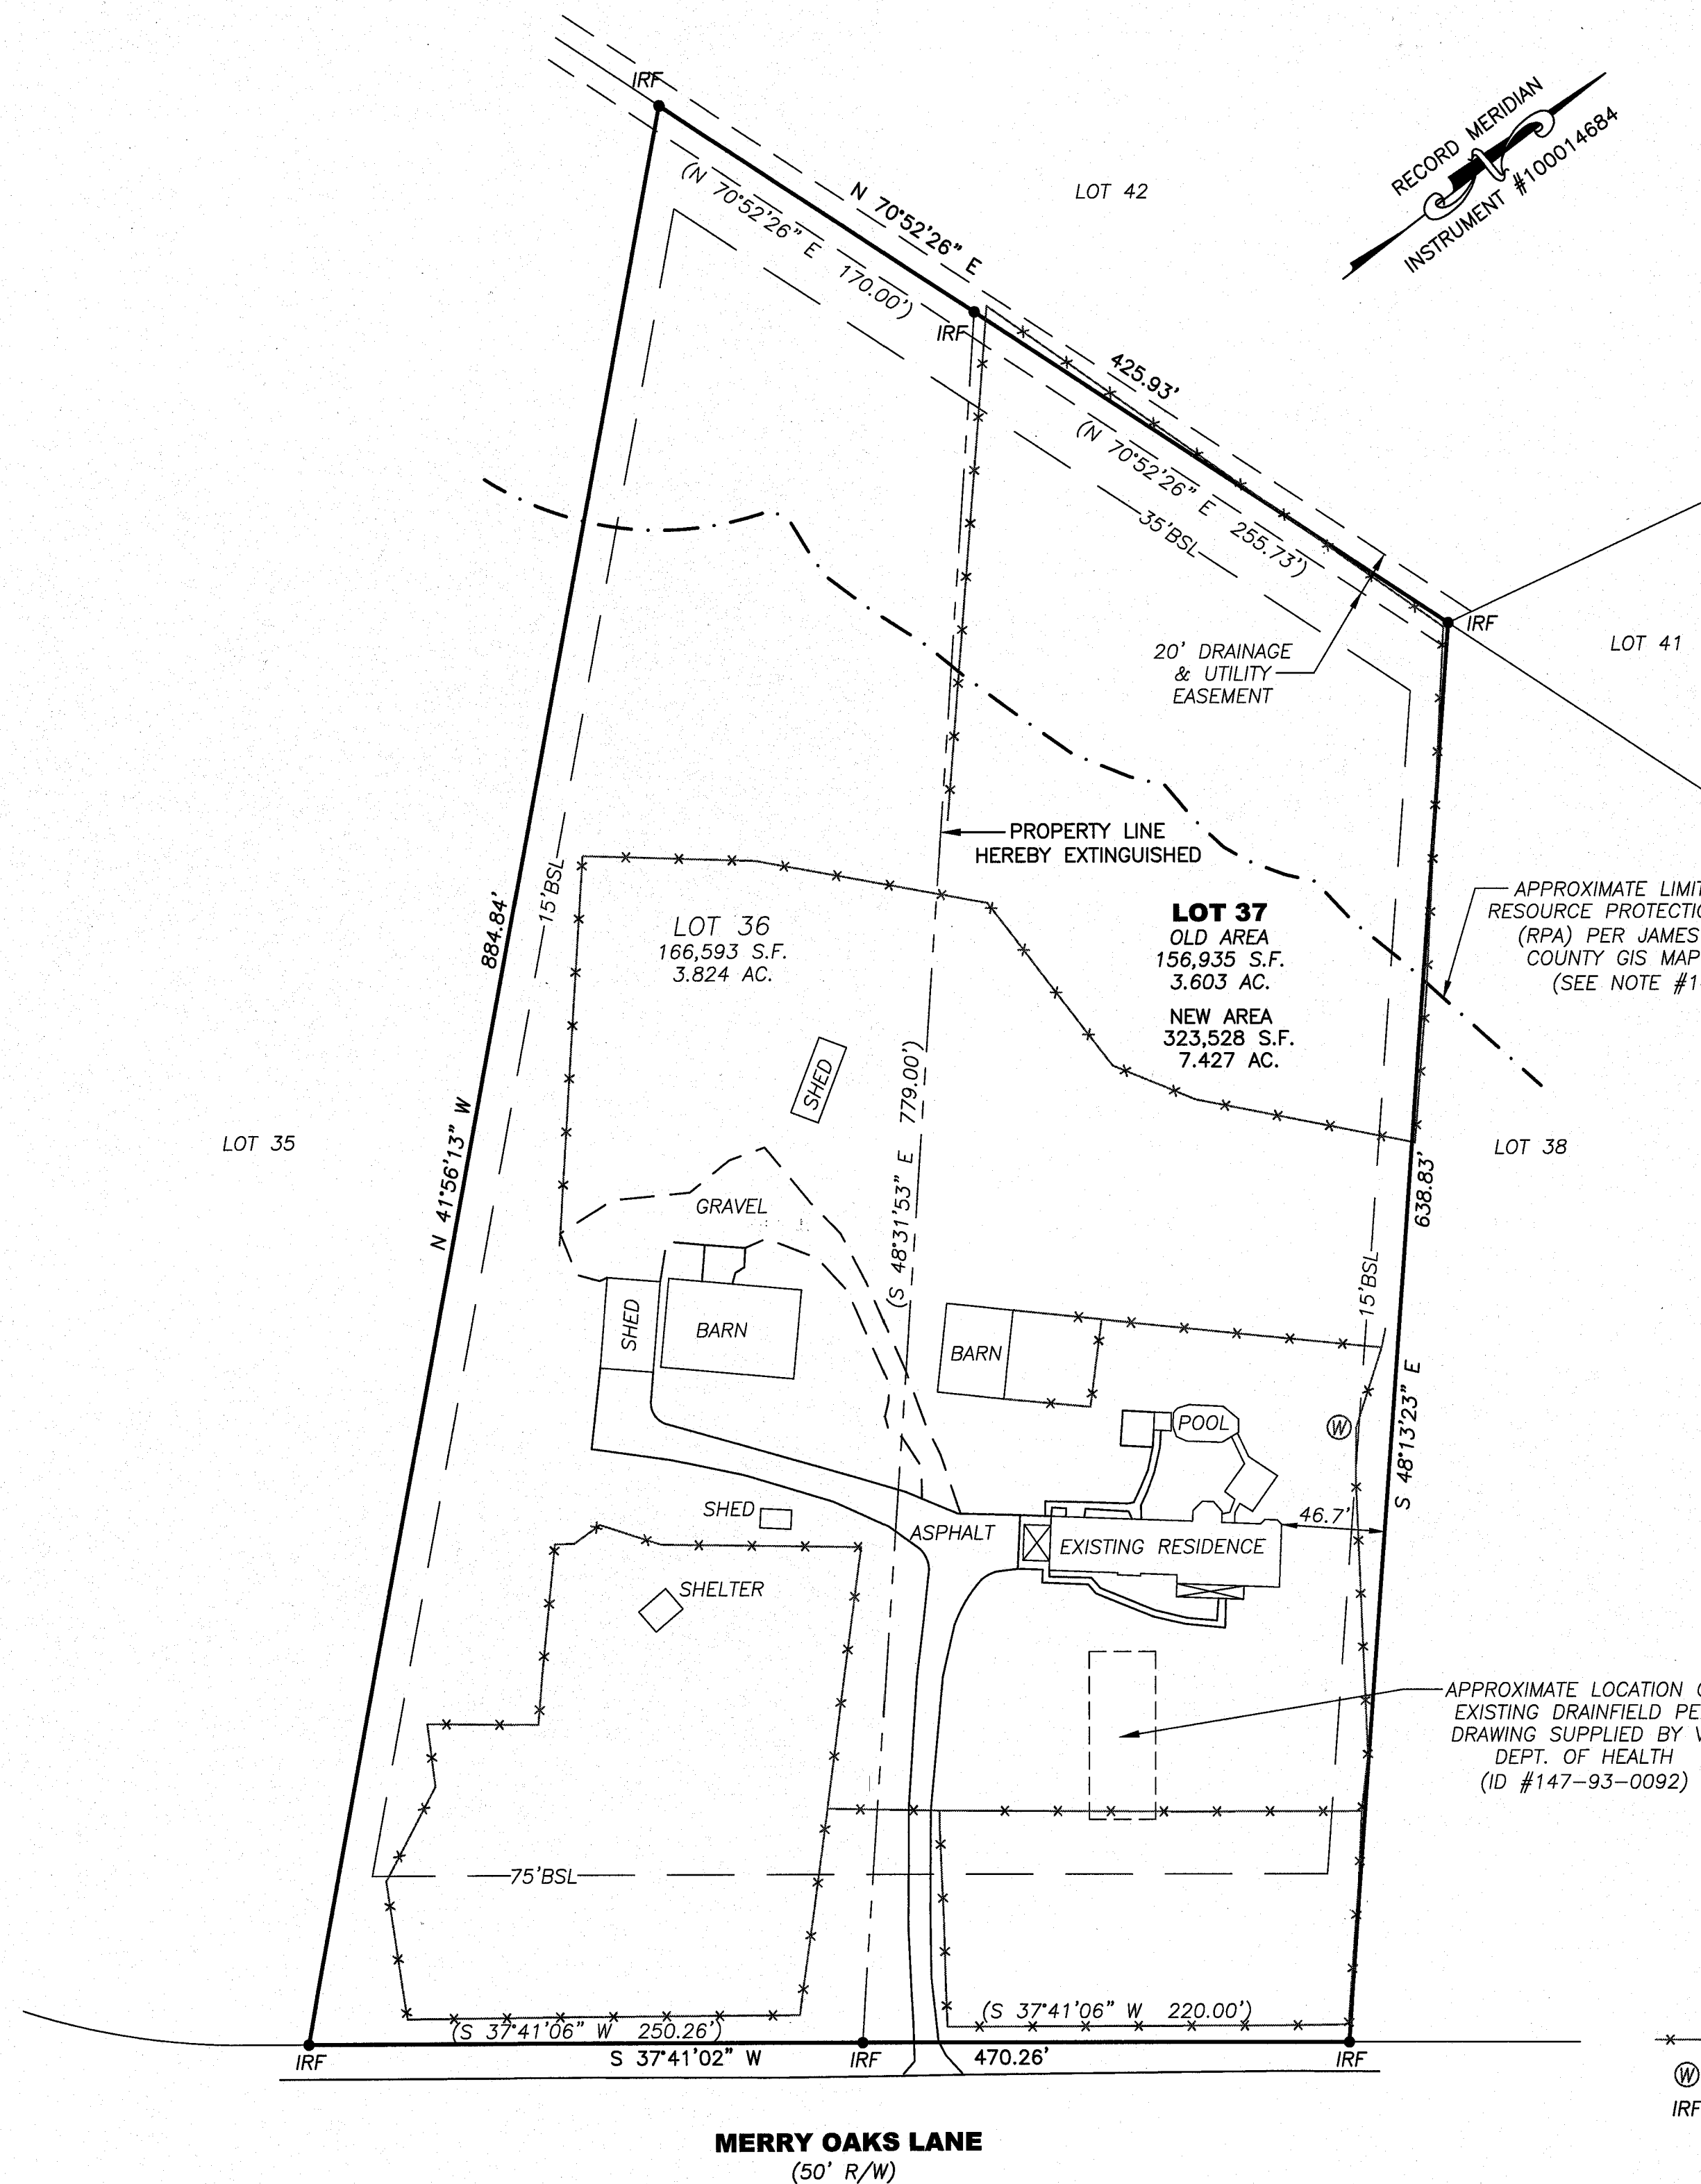 IRF
RECORD MERIDIAN
INSTRUMENT #100014684
LOT 42
N 70°52'26" E
(N 70°52'26" E 170.00')
IRF
425.93'
(N 70°52'26" E 255.73')
35'BSL
IRF
LOT 41
20' DRAINAGE
& UTILITY
EASEMENT
PROPERTY LINE
HEREBY EXTINGUISHED
15'BSL
884.84'
LOT 36
166,593 S.F.
3.824 AC.
LOT 37
OLD AREA
156,935 S.F.
3.603 AC.
NEW AREA
323,528 S.F.
7.427 AC.
APPROXIMATE LIMIT
RESOURCE
(RPA) PER JAMES
COUNTY GIS MAP
(SEE NOTE
SHED
(S 48°31'53" E 779.00')
LOT 35
N 41°56'13" W
LOT 38
638.83'
GRAVEL
15'BSL
SHED
BARN
BARN
S 48°13'23" E
POOL
W
SHED
ASPHALT
EXISTING RESIDENCE
46.7'
SHELTER
APPROXIMATE LOCATION
EXISTING DRAINFIELD
DRAWING SUPPLIED BY
DEPT. OF HEALTH
(ID #147-93-0092)
75'BSL
(S 37°41'06" W 250.26')
(S 37°41'06" W 220.00')
IRF
S 37°41'02" W
IRF
470.26'
IRF
W
IRF
MERRY OAKS LANE
(50' R/W)